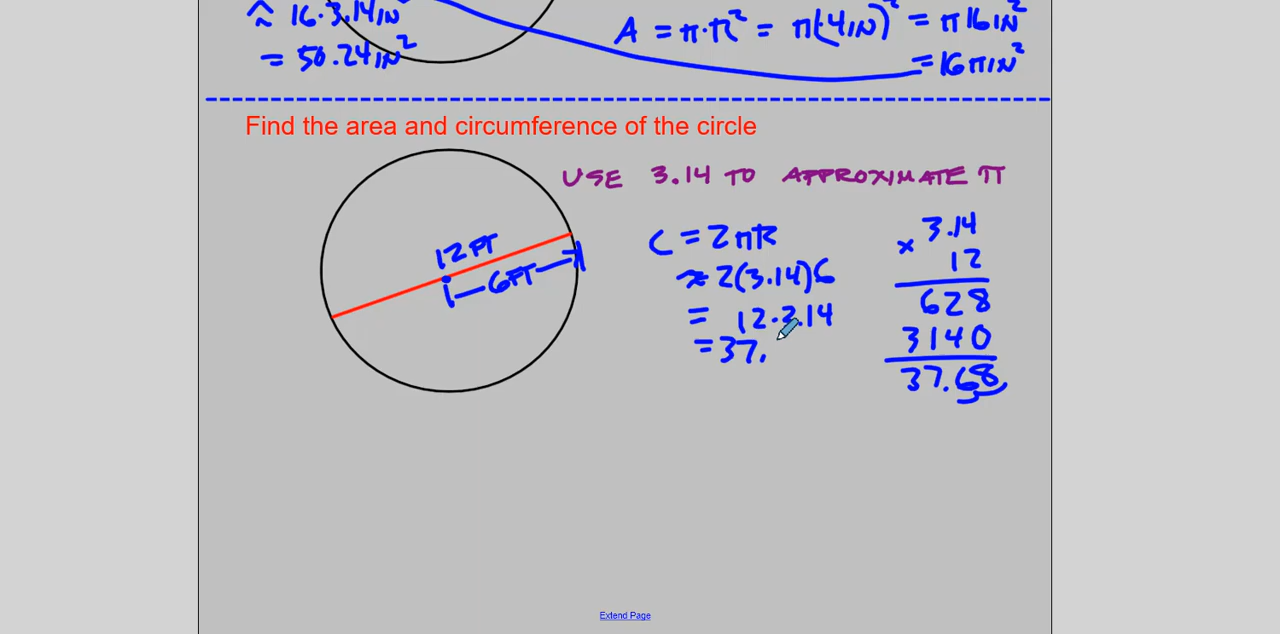 ≈ 16·3.14IN²
= 50.24IN²
A = π·R² = π(4IN)² = π16IN²
= 16πIN²
Find the area and circumference of the circle
USE 3.14 TO APPROXIMATE π
12FT
6FT
C = 2πR
≈ 2(3.14)6
= 12·3.14
= 37.
3.14
× 12
628
3140
37.68
Extend Page